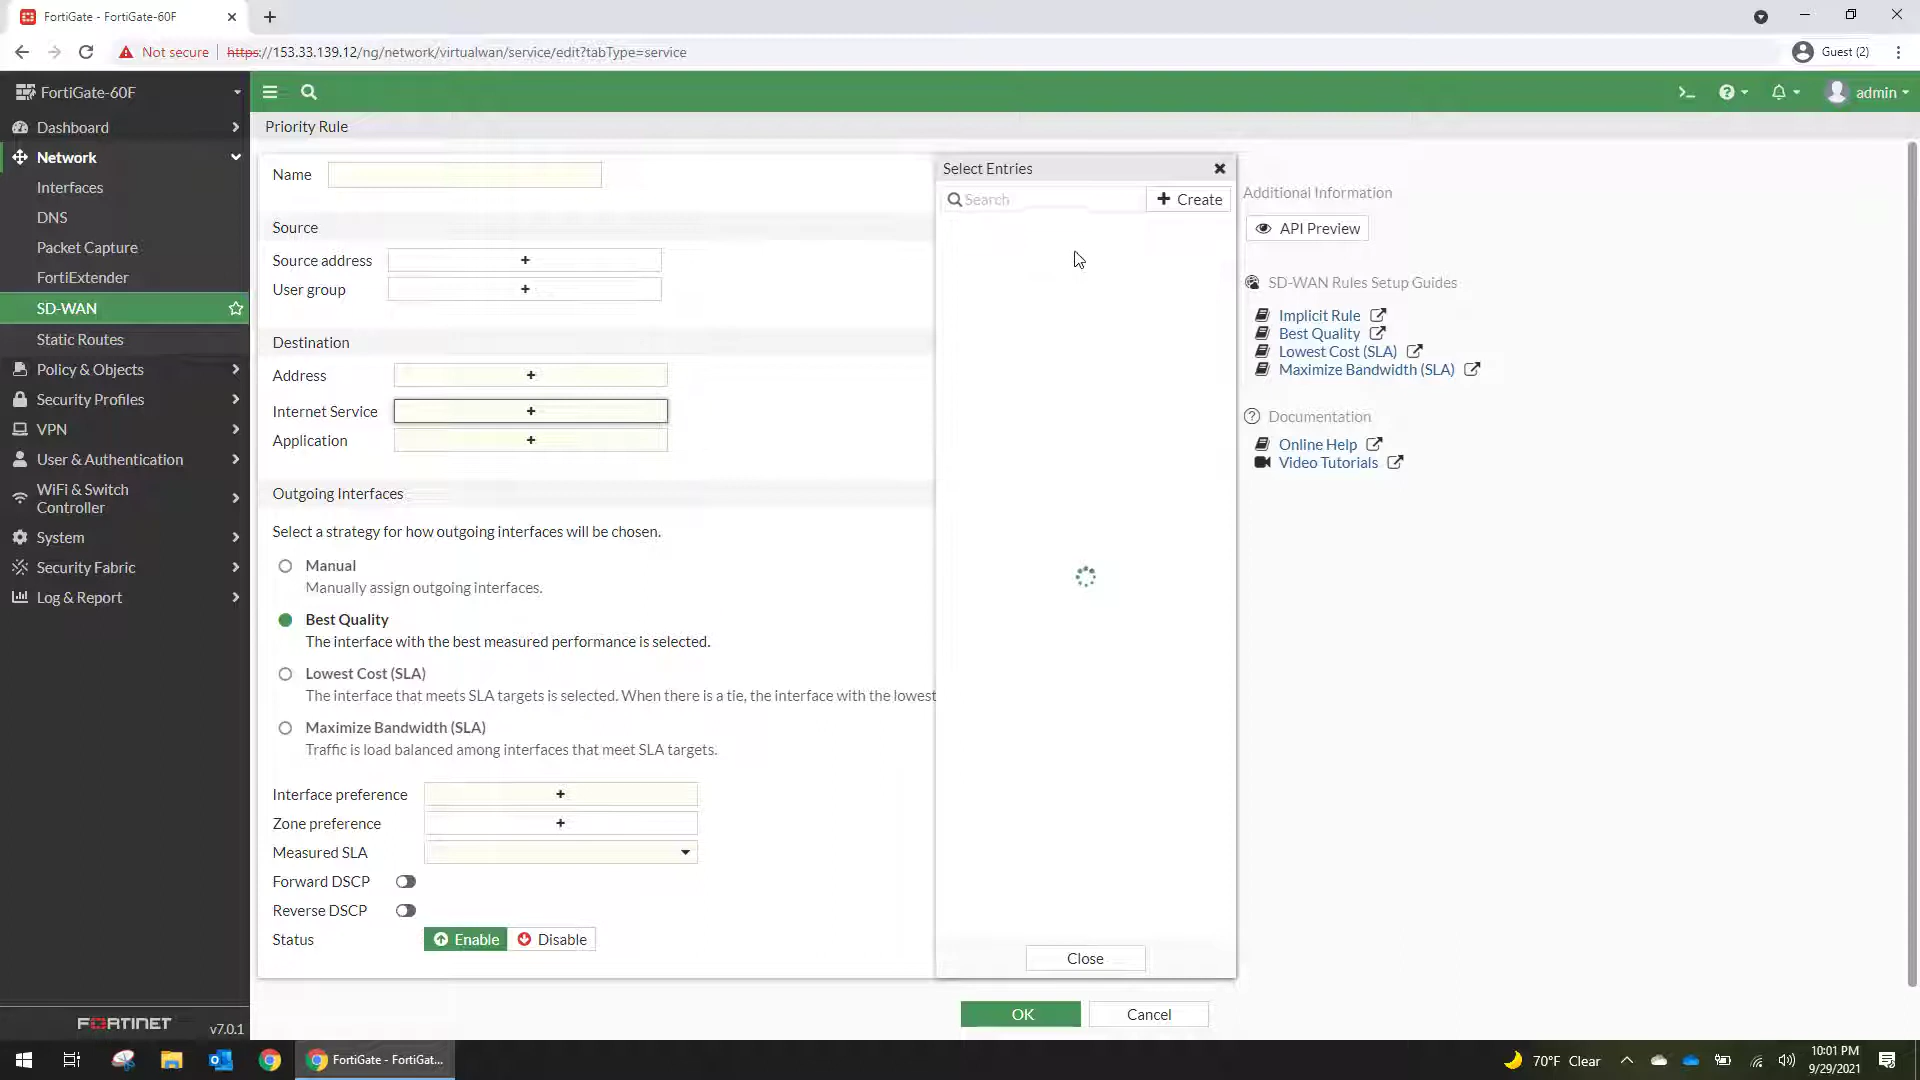 FortiGate - FortiGate-60F
Not secure https://153.33.139.12/ng/network/virtualwan/service/edit?tabType=service
Guest (2)
FortiGate-60F
admin
Dashboard
Network
Interfaces
DNS
Packet Capture
FortiExtender
SD-WAN
Static Routes
Policy & Objects
Security Profiles
VPN
User & Authentication
WiFi & Switch
Controller
System
Security Fabric
Log & Report
FORTINET v7.0.1
Priority Rule
Name
Source
Source address
User group
Destination
Address
Internet Service
Application
Outgoing Interfaces
Select a strategy for how outgoing interfaces will be chosen.
Manual
Manually assign outgoing interfaces.
Best Quality
The interface with the best measured performance is selected.
Lowest Cost (SLA)
The interface that meets SLA targets is selected. When there is a tie, the interface with the lowest
Maximize Bandwidth (SLA)
Traffic is load balanced among interfaces that meet SLA targets.
Interface preference
Zone preference
Measured SLA
Forward DSCP
Reverse DSCP
Status Enable Disable
Select Entries
Search + Create
Close
OK Cancel
Additional Information
API Preview
SD-WAN Rules Setup Guides
Implicit Rule
Best Quality
Lowest Cost (SLA)
Maximize Bandwidth (SLA)
Documentation
Online Help
Video Tutorials
FortiGate - FortiGat...
70°F Clear
10:01 PM
9/29/2021